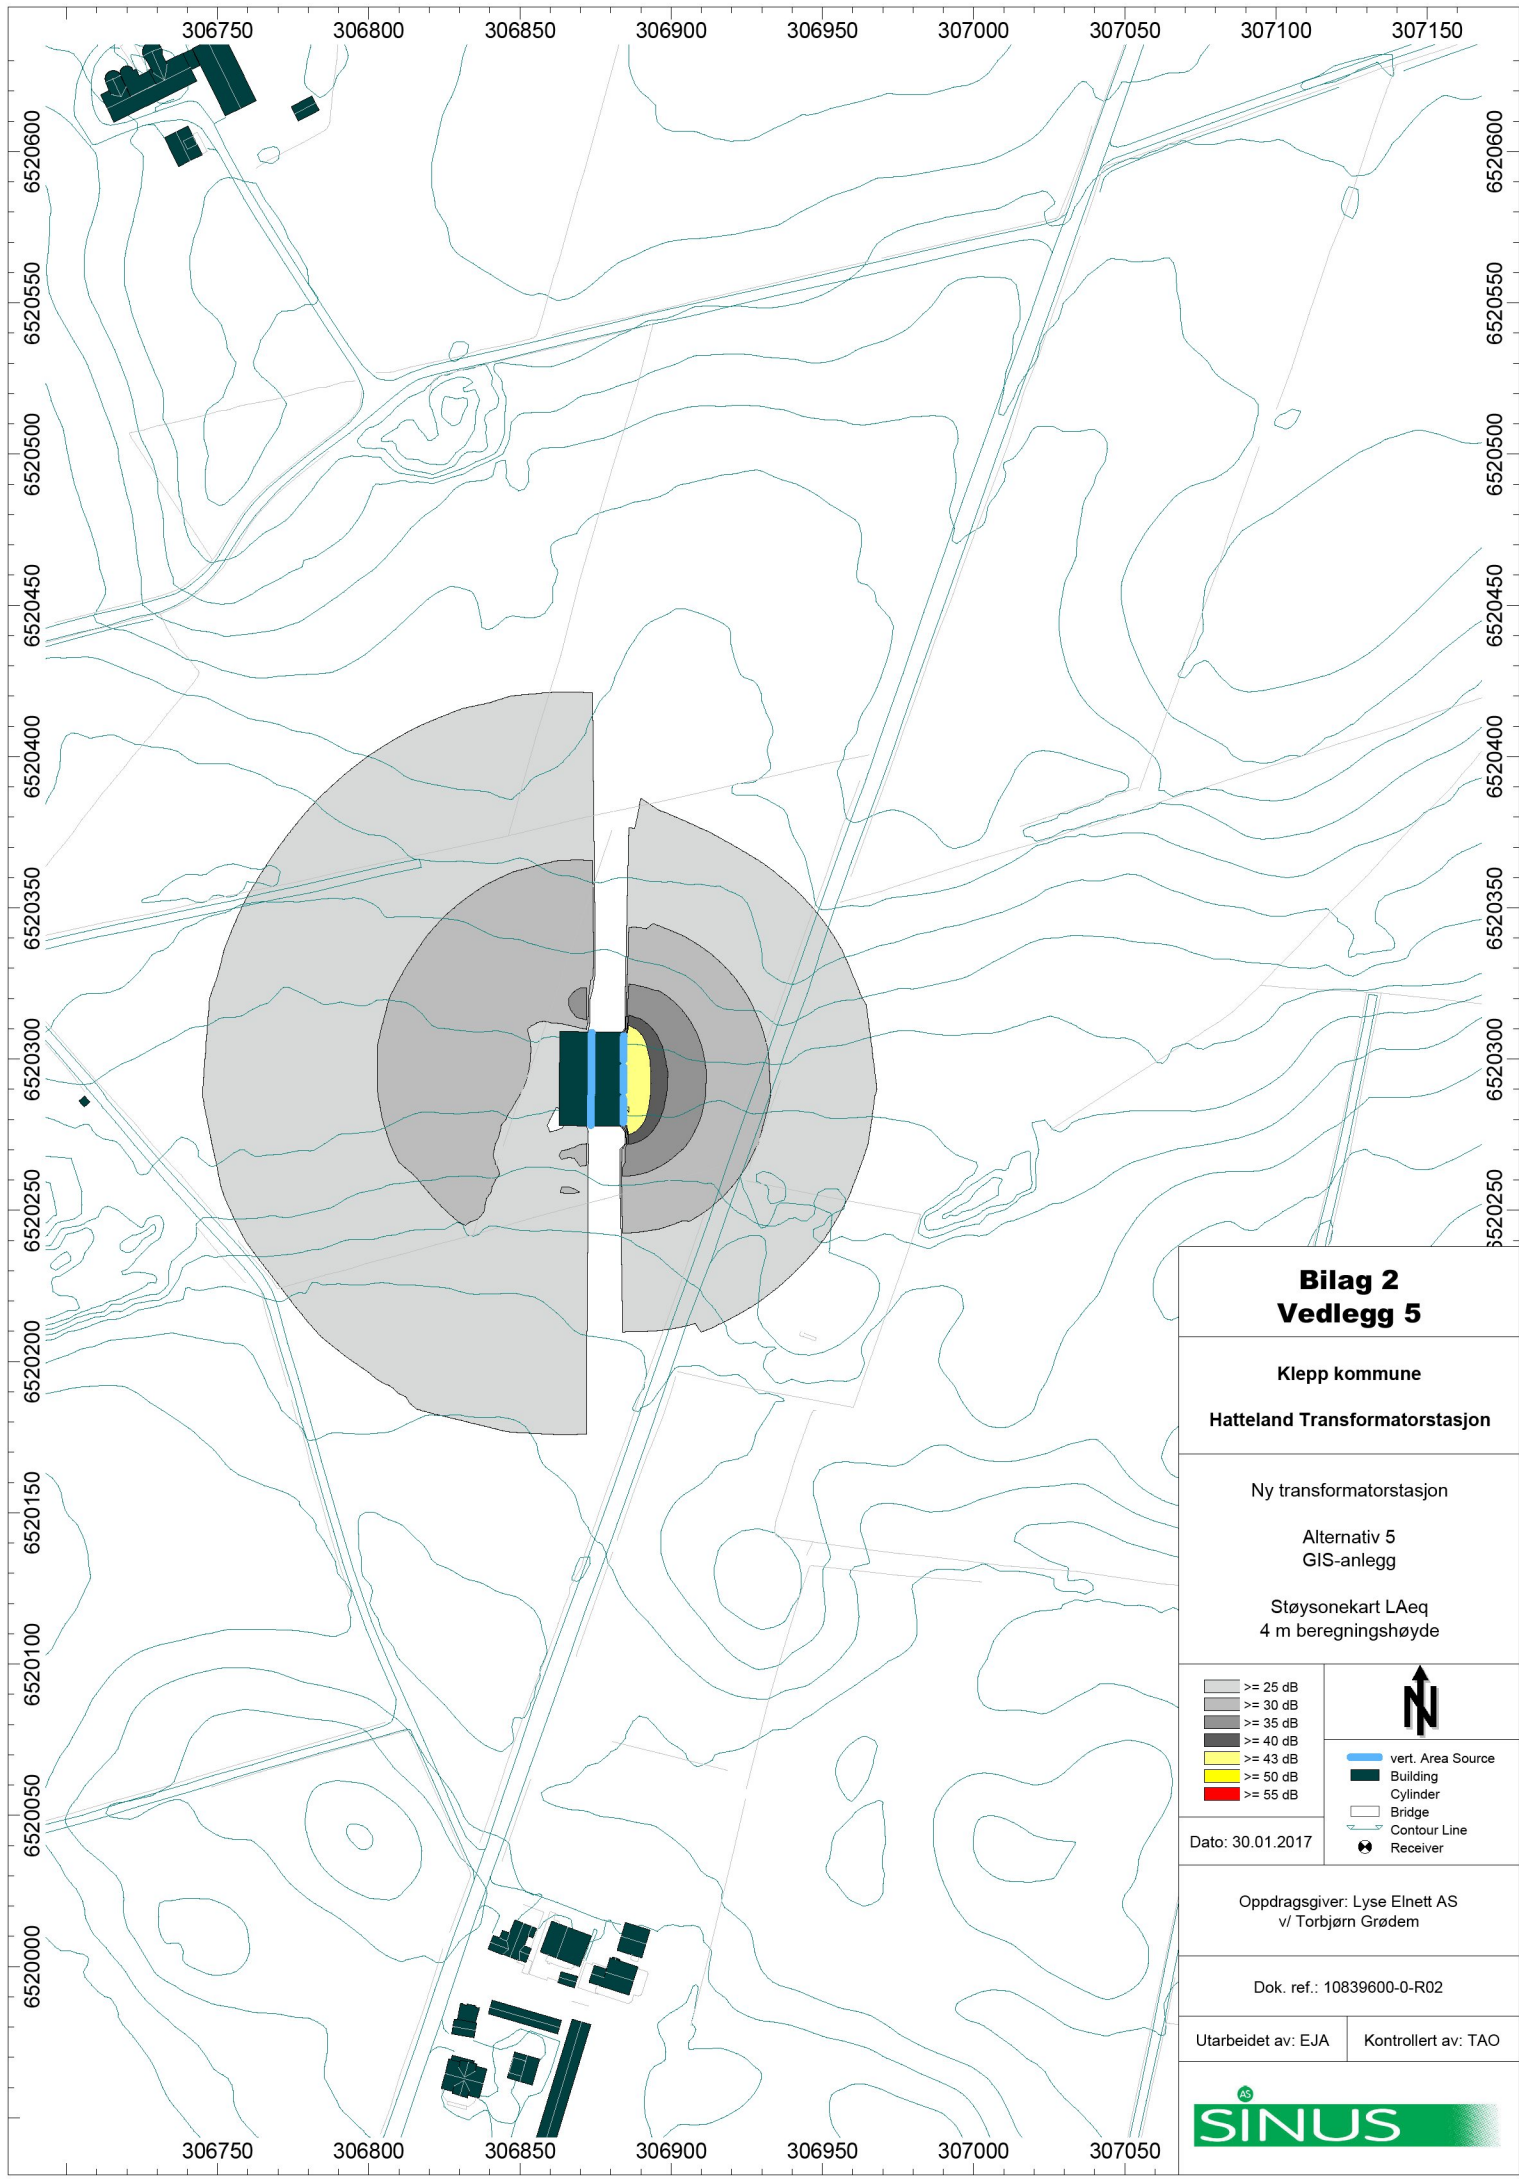 306750 306800 306850 306900 306950 307000 307050 307100 307150
6520600 6520600
6520550 6520550
6520500 6520500
6520450 6520450
6520400 6520400
6520350 6520350
6520300 6520300
6520250 6520250
6520200
6520150
6520100
6520050
6520000
306750 306800 306850 306900 306950 307000 307050
Bilag 2
Vedlegg 5
Klepp kommune
Hatteland Transformatorstasjon
Ny transformatorstasjon
Alternativ 5
GIS-anlegg
Støysonekart LAeq
4 m beregningshøyde
>= 25 dB
>= 30 dB
>= 35 dB
>= 40 dB
>= 43 dB
>= 50 dB
>= 55 dB
N
vert. Area Source
Building
Cylinder
Bridge
Contour Line
Receiver
Dato: 30.01.2017
Oppdragsgiver: Lyse Elnett AS
v/ Torbjørn Grødem
Dok. ref.: 10839600-0-R02
Utarbeidet av: EJA
Kontrollert av: TAO
AS
SINUS